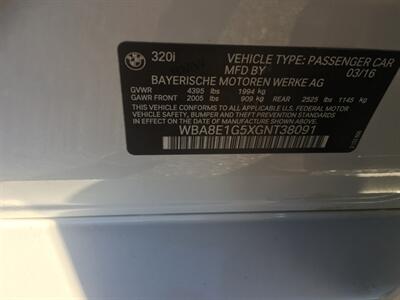 320i
VEHICLE TYPE: PASSENGER CAR
MFD BY 03/16
BAYERISCHE MOTOREN WERKE AG
GVWR 4395 lbs 1994 kg
GAWR FRONT 2005 lbs 909 kg REAR 2525 lbs 1145 kg
THIS VEHICLE CONFORMS TO ALL APPLICABLE U.S. FEDERAL MOTOR
VEHICLE SAFETY, BUMPER AND THEFT PREVENTION STANDARDS IN
EFFECT ON THE DATE OF MANUFACTURE SHOWN ABOVE.
WBA8E1G5XGNT38091